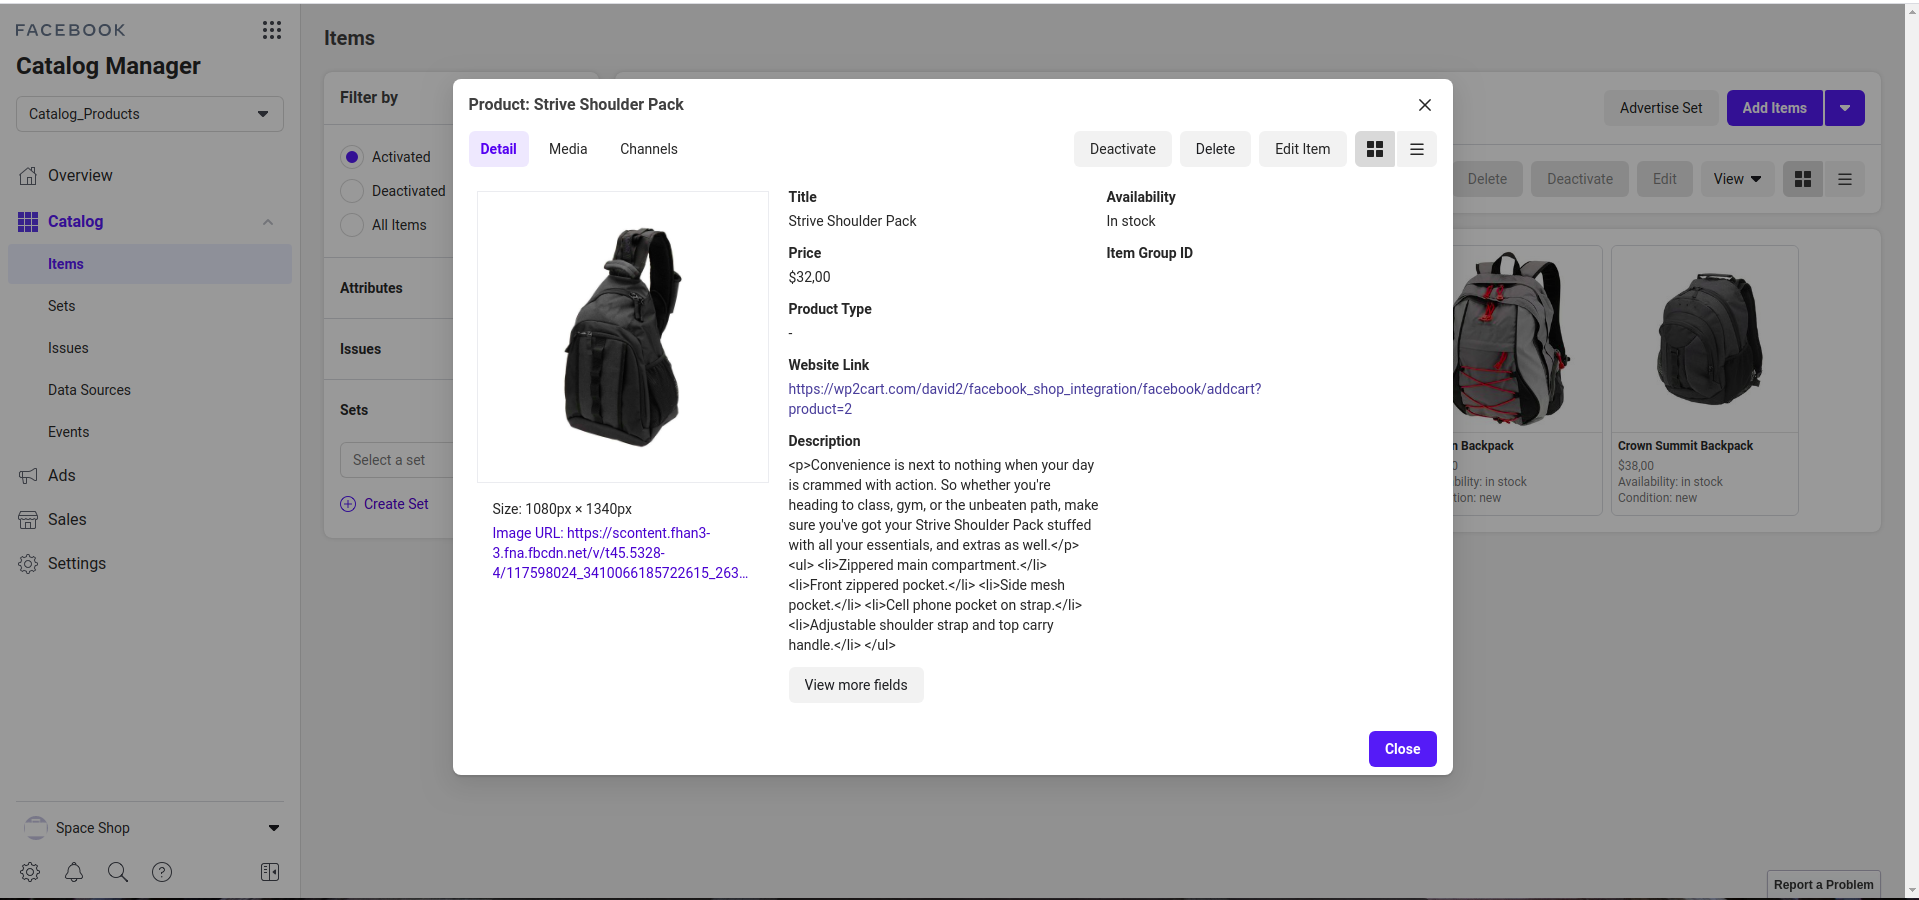 FACEBOOK
Catalog Manager
Catalog_Products
Overview
Catalog
Items
Sets
Issues
Data Sources
Events
Ads
Sales
Settings
Space Shop
Items
Filter by
Activated
Deactivated
All Items
Attributes
Issues
Sets
Select a set
Create Set
Advertise Set
Add Items
Delete
Deactivate
Edit
View
Product: Strive Shoulder Pack
Detail
Media
Channels
Deactivate
Delete
Edit Item
Size: 1080px × 1340px
Image URL: https://scontent.fhan3-
3.fna.fbcdn.net/v/t45.5328-
4/117598024_3410066185722615_263...
Title
Strive Shoulder Pack
Availability
In stock
Price
$32,00
Item Group ID
Product Type
-
Website Link
https://wp2cart.com/david2/facebook_shop_integration/facebook/addcart?
product=2
Description
<p>Convenience is next to nothing when your day
is crammed with action. So whether you're
heading to class, gym, or the unbeaten path, make
sure you've got your Strive Shoulder Pack stuffed
with all your essentials, and extras as well.</p>
<ul> <li>Zippered main compartment.</li>
<li>Front zippered pocket.</li> <li>Side mesh
pocket.</li> <li>Cell phone pocket on strap.</li>
<li>Adjustable shoulder strap and top carry
handle.</li> </ul>
View more fields
Close
n Backpack
0
bility: in stock
tion: new
Crown Summit Backpack
$38,00
Availability: in stock
Condition: new
Report a Problem